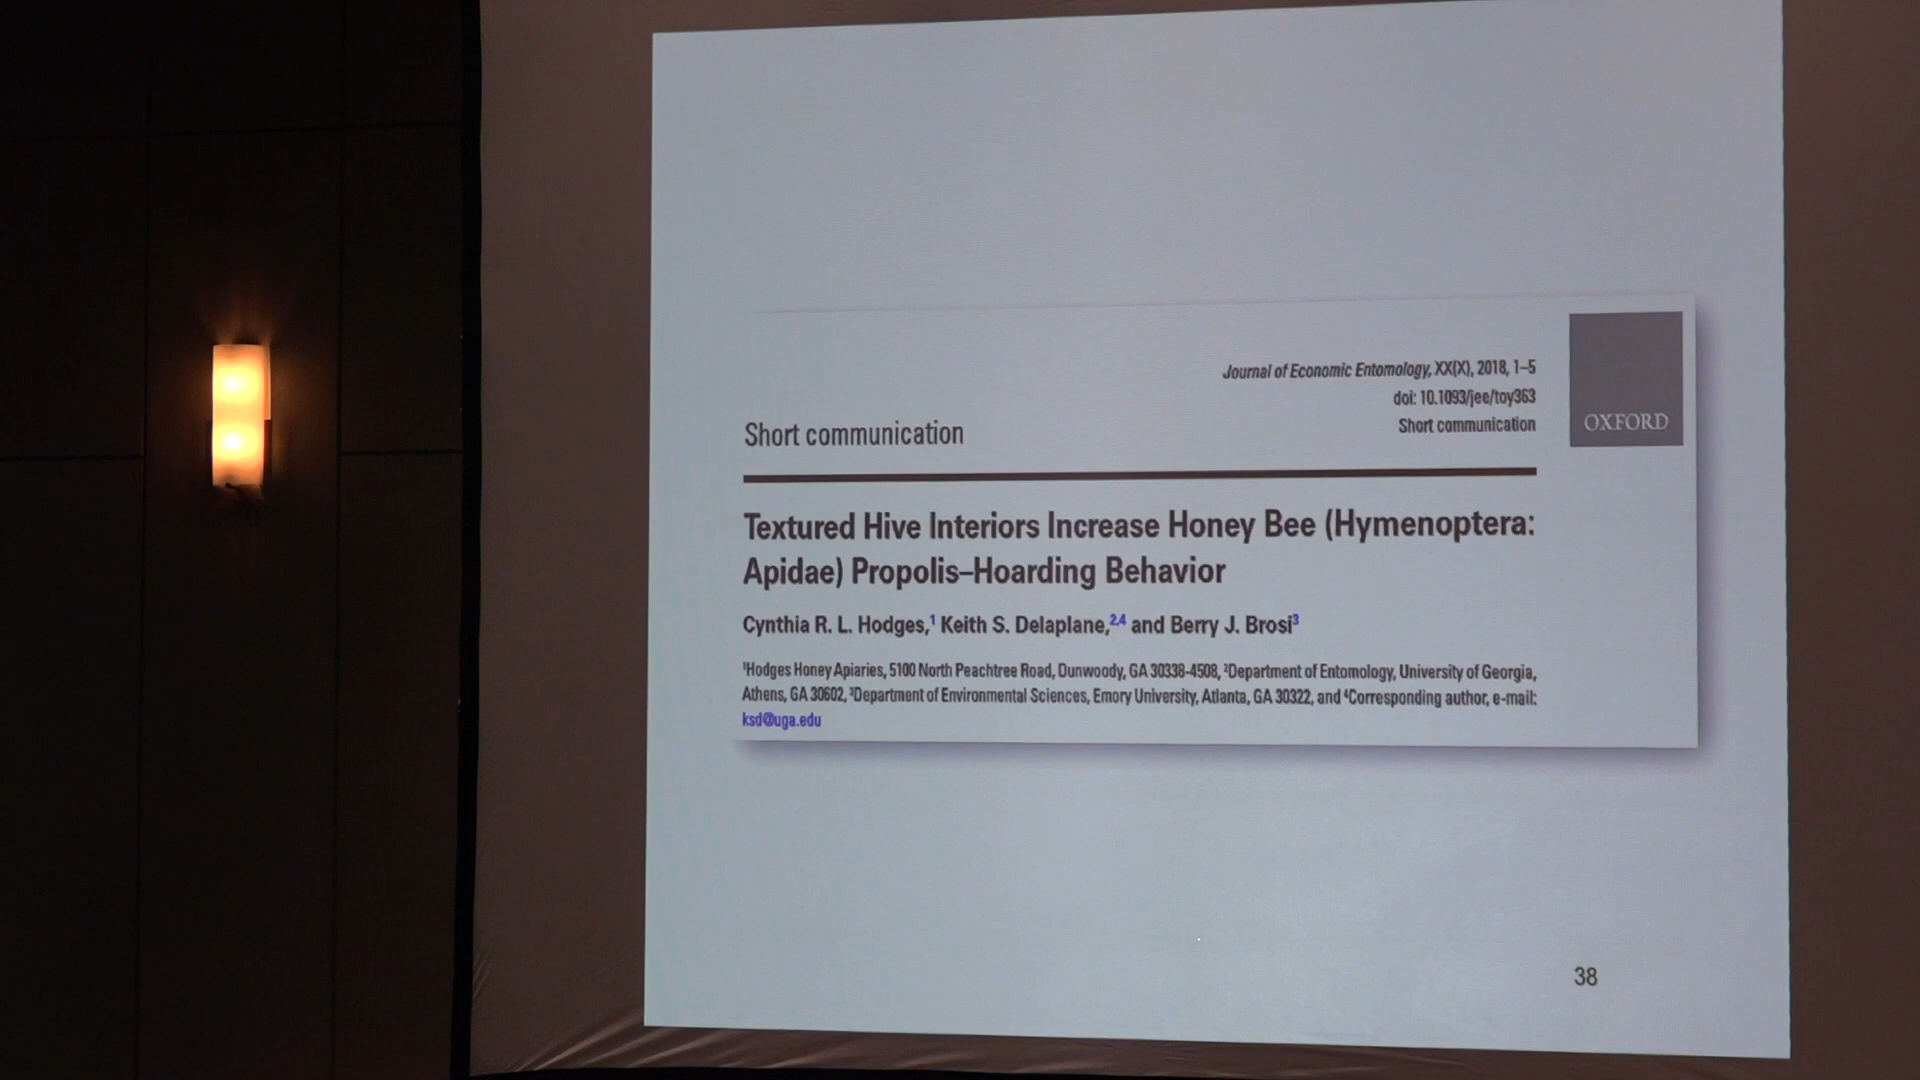 Journal of Economic Entomology, XX(X), 2018, 1–5
doi: 10.1093/jee/toy363
Short communication
OXFORD
Short communication
Textured Hive Interiors Increase Honey Bee (Hymenoptera:
Apidae) Propolis–Hoarding Behavior
Cynthia R. L. Hodges,¹ Keith S. Delaplane,²,⁴ and Berry J. Brosi³
¹Hodges Honey Apiaries, 5100 North Peachtree Road, Dunwoody, GA 30338-4508, ²Department of Entomology, University of Georgia,
Athens, GA 30602, ³Department of Environmental Sciences, Emory University, Atlanta, GA 30322, and ⁴Corresponding author, e-mail:
ksd@uga.edu
38